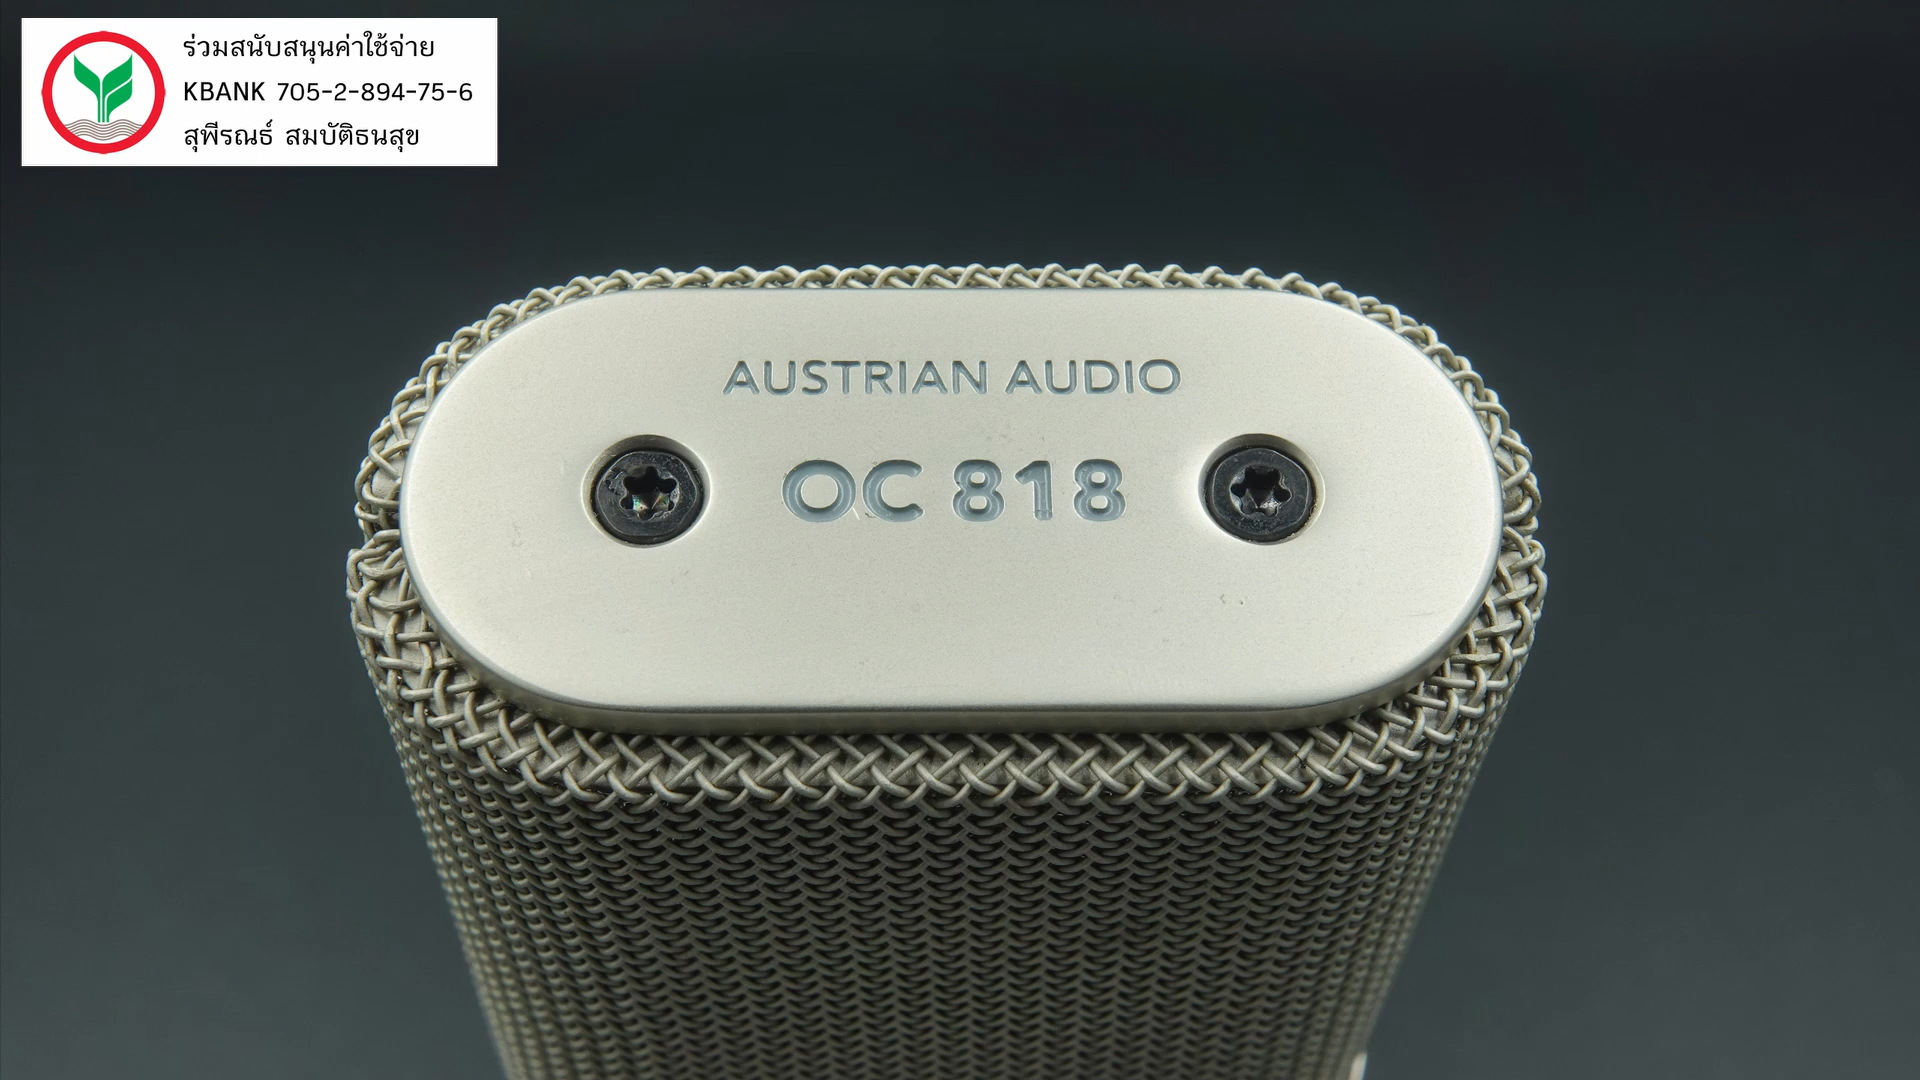 ร่วมสนับสนุนค่าใช้จ่าย
KBANK 705-2-894-75-6
สุพีรณธ์ สมบัติธนสุข
AUSTRIAN AUDIO
OC 818